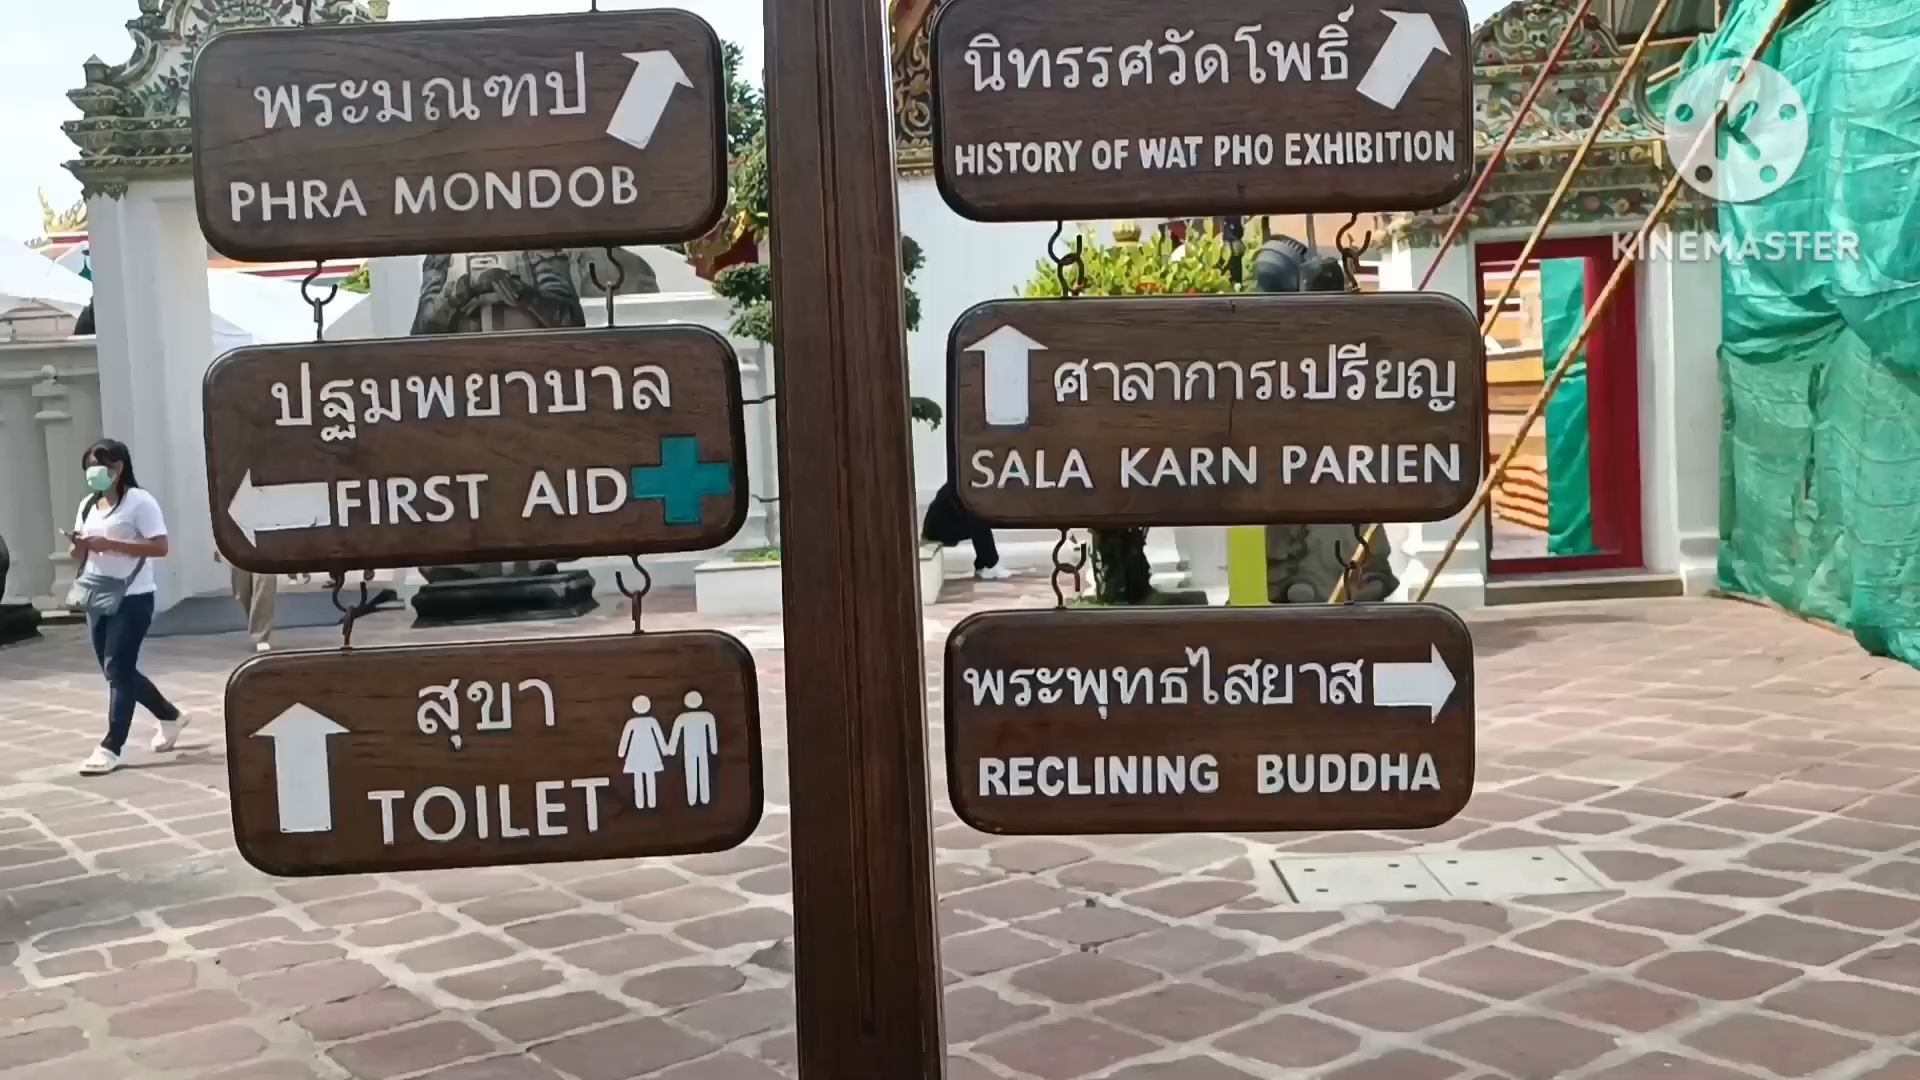 พระมณฑป
PHRA MONDOB
ปฐมพยาบาล
FIRST AID
สุขา
TOILET
นิทรรศวัดโพธิ์
HISTORY OF WAT PHO EXHIBITION
ศาลาการเปรียญ
SALA KARN PARIEN
พระพุทธไสยาส
RECLINING BUDDHA
K
KINEMASTER